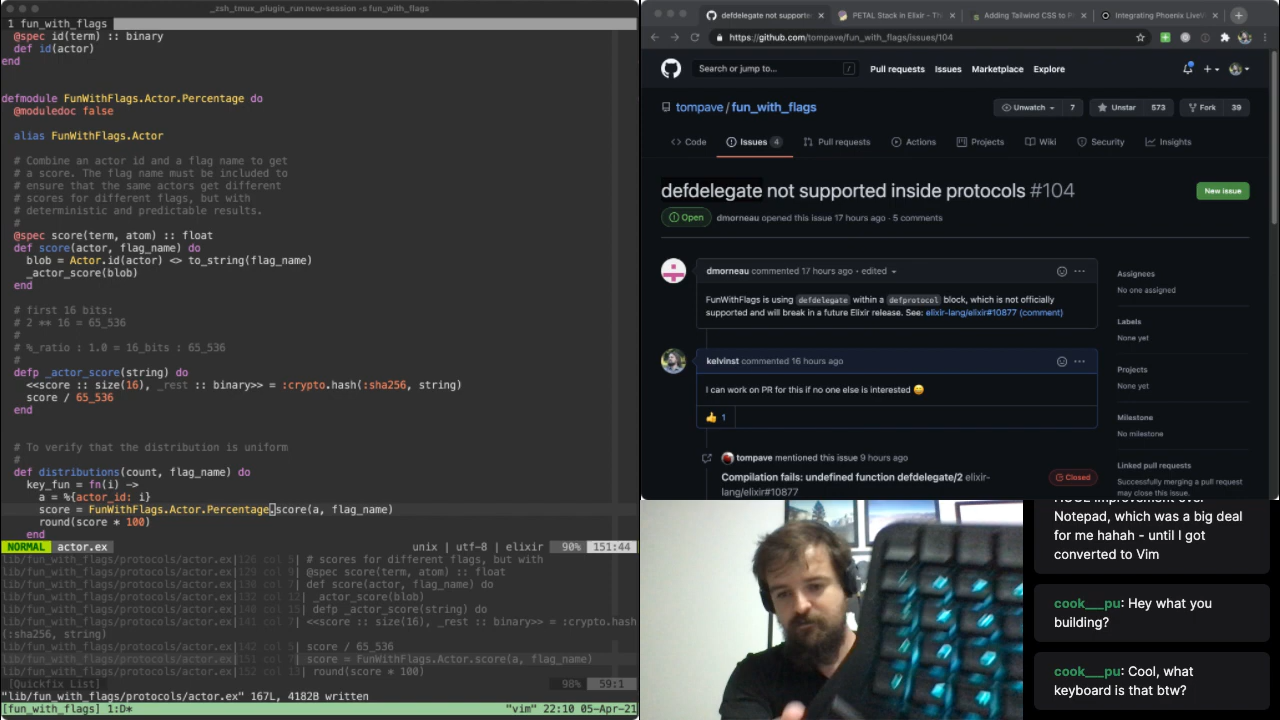 _zsh_tmux_plugin_run new-session -s fun_with_flags
1 fun_with_flags
@spec id(term) :: binary
def id(actor)
end
defmodule FunWithFlags.Actor.Percentage do
@moduledoc false
alias FunWithFlags.Actor
# Combine an actor id and a flag name to get
# a score. The flag name must be included to
# ensure that the same actors get different
# scores for different flags, but with
# deterministic and predictable results.
#
@spec score(term, atom) :: float
def score(actor, flag_name) do
blob = Actor.id(actor) <> to_string(flag_name)
_actor_score(blob)
end
# first 16 bits:
# 2 ** 16 = 65_536
#
# %_ratio : 1.0 = 16_bits : 65_536
#
defp _actor_score(string) do
<<score :: size(16), _rest :: binary>> = :crypto.hash(:sha256, string)
score / 65_536
end
# To verify that the distribution is uniform
#
def distributions(count, flag_name) do
key_fun = fn(i) ->
a = %{actor_id: i}
score = FunWithFlags.Actor.Percentage.score(a, flag_name)
round(score * 100)
end
NORMAL actor.ex unix | utf-8 | elixir 90% 151:44
lib/fun_with_flags/protocols/actor.ex|126 col 5| # scores for different flags, but with
lib/fun_with_flags/protocols/actor.ex|129 col 9| @spec score(term, atom) :: float
lib/fun_with_flags/protocols/actor.ex|130 col 7| def score(actor, flag_name) do
lib/fun_with_flags/protocols/actor.ex|132 col 12| _actor_score(blob)
lib/fun_with_flags/protocols/actor.ex|140 col 15| defp _actor_score(string) do
lib/fun_with_flags/protocols/actor.ex|141 col 7| <<score :: size(16), _rest :: binary>> = :crypto.hash
(:sha256, string)
lib/fun_with_flags/protocols/actor.ex|142 col 5| score / 65_536
lib/fun_with_flags/protocols/actor.ex|151 col 7| score = FunWithFlags.Actor.score(a, flag_name)
lib/fun_with_flags/protocols/actor.ex|152 col 13| round(score * 100)
[Quickfix List] 98% 59:1
"lib/fun_with_flags/protocols/actor.ex" 167L, 4182B written
[fun_with_flags] 1:D* "vim" 22:10 05-Apr-21
defdelegate not supporte
PETAL Stack in Elixir - Th
Adding Tailwind CSS to P
Integrating Phoenix LiveV
https://github.com/tompave/fun_with_flags/issues/104
Search or jump to... / Pull requests Issues Marketplace Explore
tompave / fun_with_flags Unwatch 7 Unstar 573 Fork 39
Code Issues 4 Pull requests Actions Projects Wiki Security Insights
defdelegate not supported inside protocols #104 New issue
Open dmorneau opened this issue 17 hours ago · 5 comments
dmorneau commented 17 hours ago • edited
FunWithFlags is using defdelegate within a defprotocol block, which is not officially
supported and will break in a future Elixir release. See: elixir-lang/elixir#10877 (comment)
kelvinst commented 16 hours ago
I can work on PR for this if no one else is interested 😄
👍 1
tompave mentioned this issue 9 hours ago
Compilation fails: undefined function defdelegate/2 elixir-
lang/elixir#10877
Closed
Assignees
No one assigned
Labels
None yet
Projects
None yet
Milestone
No milestone
Linked pull requests
Successfully merging a pull request
may close this issue.
HUGE improvement over
Notepad, which was a big deal
for me hahah - until I got
converted to Vim
cook___pu: Hey what you
building?
cook___pu: Cool, what
keyboard is that btw?